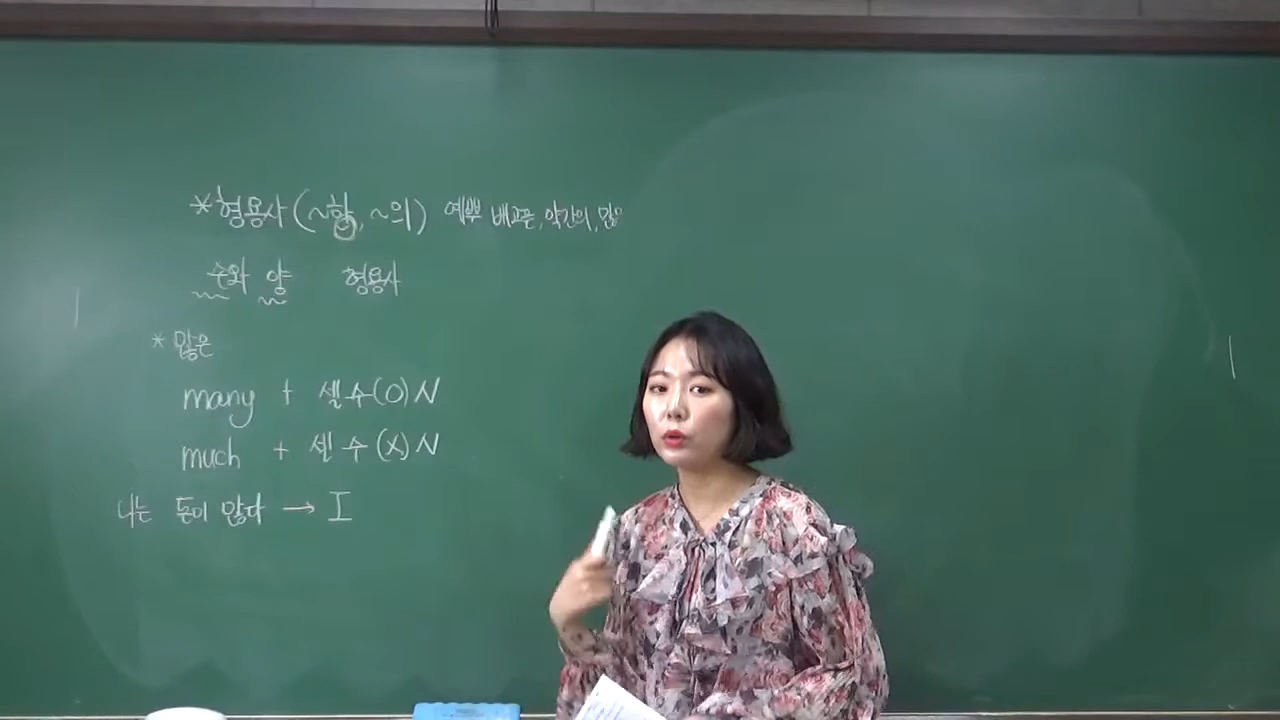 *형용사(~한, ~의) 예쁜 배고픈, 약간의, 많은
수와 양 형용사
* 많은
many + 셀 수(O) N
much + 셀 수(X) N
나는 돈이 많다 → I